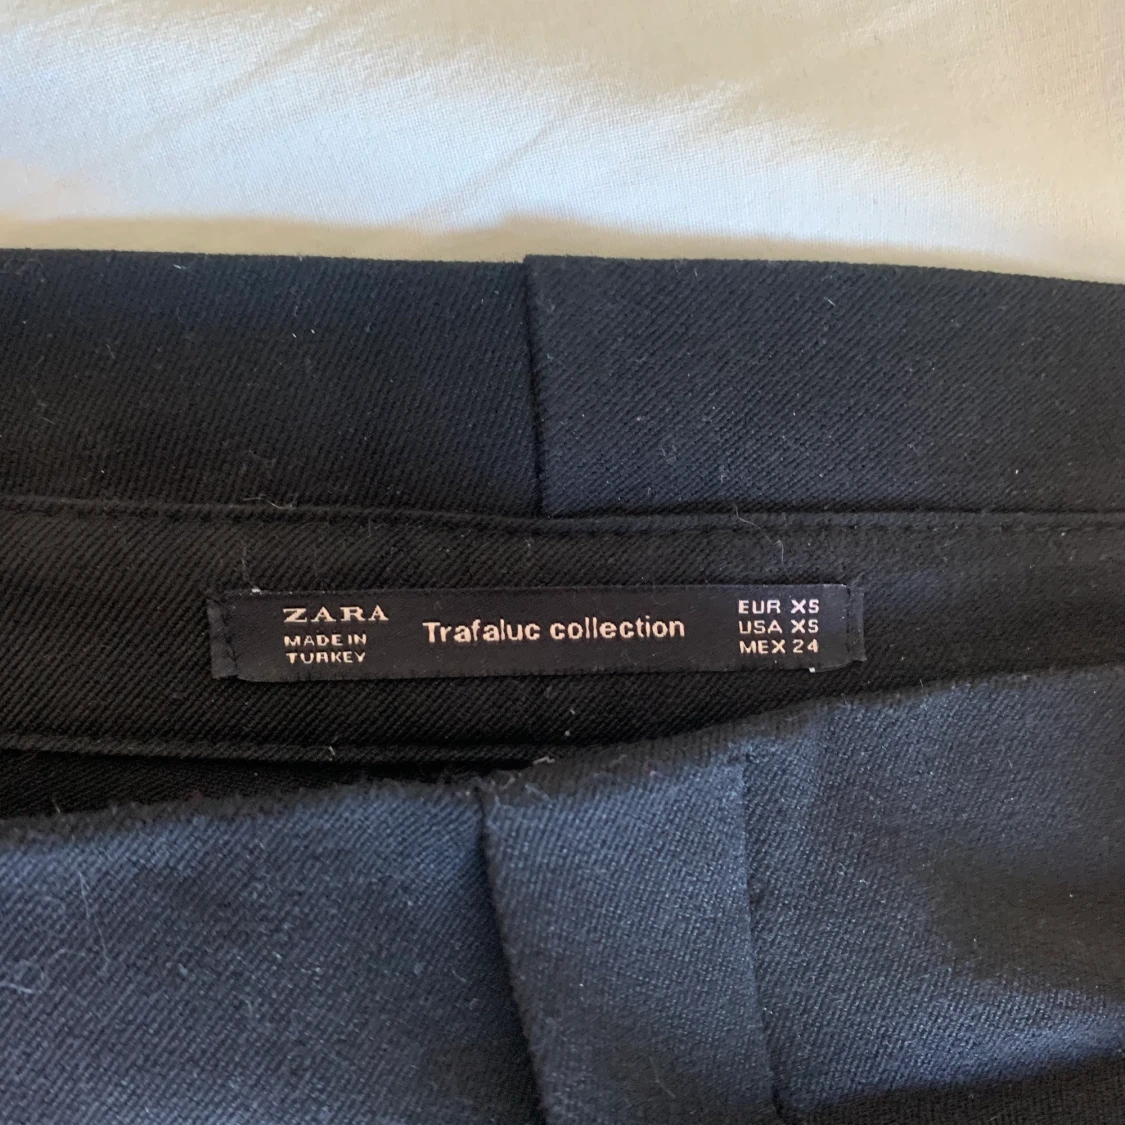 ZARA
MADE IN
TURKEY
Trafaluc collection
EUR XS
USA XS
MEX 24